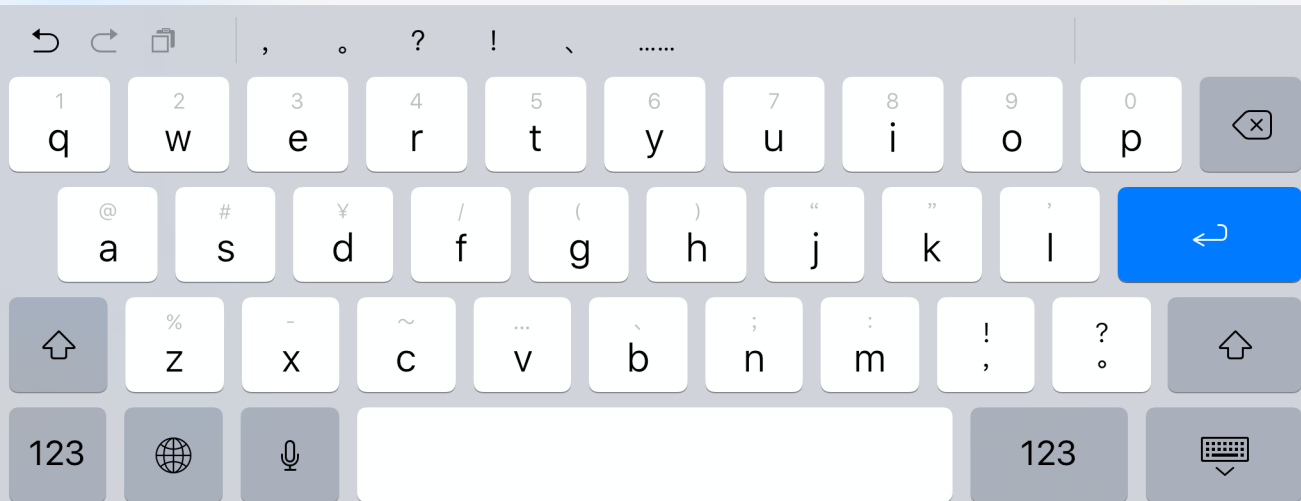 ， 。 ？ ！ 、 ……
1 2 3 4 5 6 7 8 9 0
q w e r t y u i o p
@ # ¥ / ( ) “ ” ’
a s d f g h j k l
% - ～ … 、 ; : ! ?
z x c v b n m ， 。
123 123